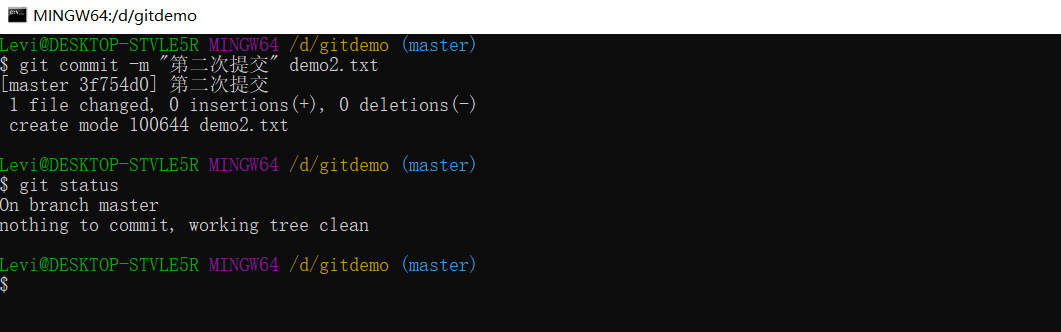 MINGW64:/d/gitdemo
Levi@DESKTOP-STVLE5R MINGW64 /d/gitdemo (master)
$ git commit -m "第二次提交" demo2.txt
[master 3f754d0] 第二次提交
 1 file changed, 0 insertions(+), 0 deletions(-)
 create mode 100644 demo2.txt
Levi@DESKTOP-STVLE5R MINGW64 /d/gitdemo (master)
$ git status
On branch master
nothing to commit, working tree clean
Levi@DESKTOP-STVLE5R MINGW64 /d/gitdemo (master)
$